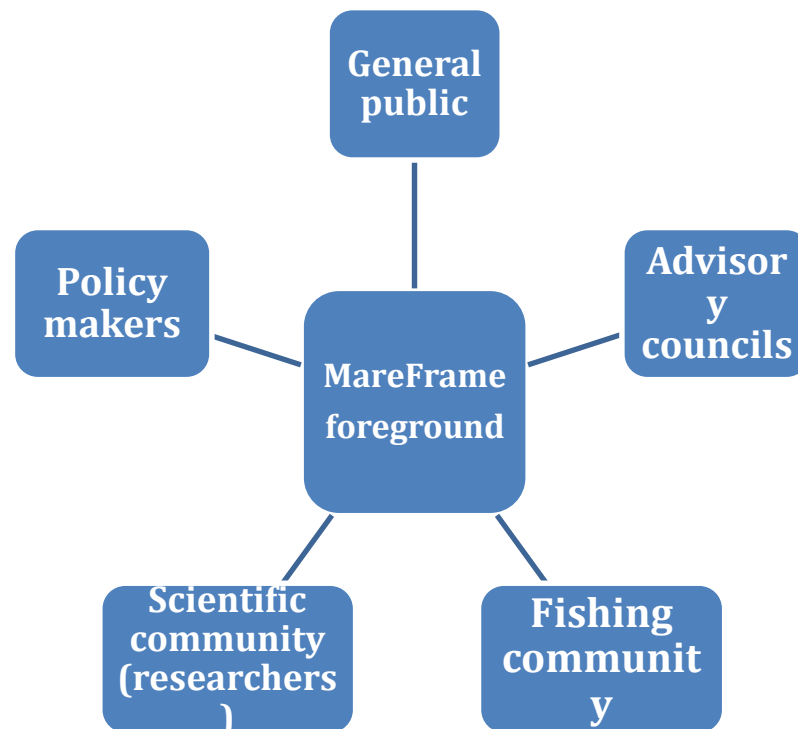 General
public
Policy
makers
Advisor
y
councils
MareFrame
foreground
Scientific
community
(researchers
)
Fishing
communit
y